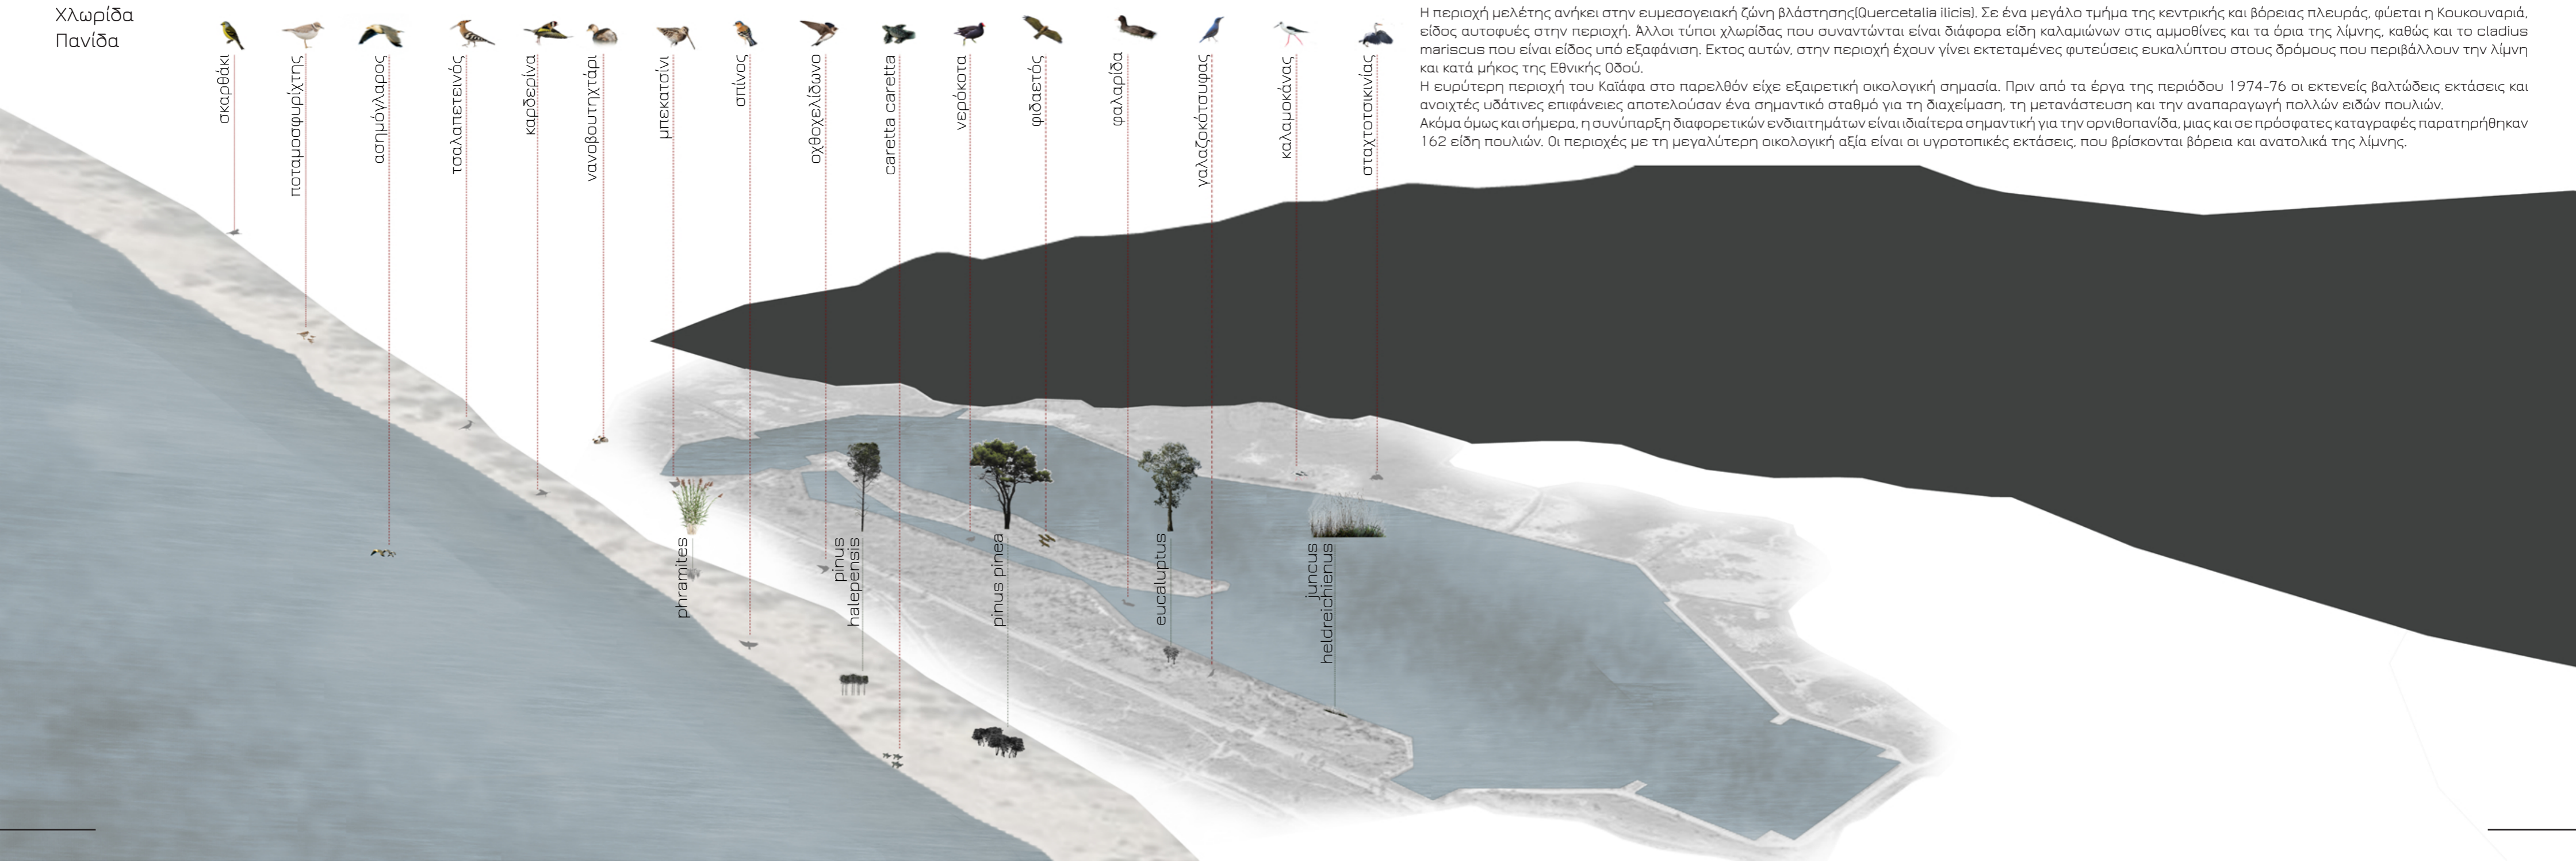 Χλωρίδα
Πανίδα
σκαρθάκι
ποταμοσφυρίχτης
ασημόγλαρος
τσαλαπετεινός
καρδερίνα
νανοβουτηχτάρι
μπεκατσίνι
σπίνος
οχθοχελίδωνο
caretta caretta
νερόκοτα
φιδαετός
φαλαρίδα
γαλαζοκότσυφας
καλαμοκάνας
σταχτοτσικνίας
Η περιοχή μελέτης ανήκει στην ευμεσογειακή ζώνη βλάστησης(Quercetalia ilicis). Σε ένα μεγάλο τμήμα της κεντρικής και βόρειας πλευράς, φύεται η Κουκουναριά,
είδος αυτοφυές στην περιοχή. Άλλοι τύποι χλωρίδας που συναντώνται είναι διάφορα είδη καλαμιώνων στις αμμοθίνες και τα όρια της λίμνης, καθώς και το cladius
mariscus που είναι είδος υπό εξαφάνιση. Εκτος αυτών, στην περιοχή έχουν γίνει εκτεταμένες φυτεύσεις ευκαλύπτου στους δρόμους που περιβάλλουν την λίμνη
και κατά μήκος της Εθνικής Οδού.
Η ευρύτερη περιοχή του Καϊάφα στο παρελθόν είχε εξαιρετική οικολογική σημασία. Πριν από τα έργα της περιόδου 1974-76 οι εκτενείς βαλτώδεις εκτάσεις και
ανοιχτές υδάτινες επιφάνειες αποτελούσαν ένα σημαντικό σταθμό για τη διαχείμαση, τη μετανάστευση και την αναπαραγωγή πολλών ειδών πουλιών.
Ακόμα όμως και σήμερα, η συνύπαρξη διαφορετικών ενδιαιτημάτων είναι ιδιαίτερα σημαντική για την ορνιθοπανίδα, μιας και σε πρόσφατες καταγραφές παρατηρήθηκαν
162 είδη πουλιών. Οι περιοχές με τη μεγαλύτερη οικολογική αξία είναι οι υγροτοπικές εκτάσεις, που βρίσκονται βόρεια και ανατολικά της λίμνης.
phramites
pinus
halepensis
pinus pinea
eucaluptus
juncus
heldreichienus